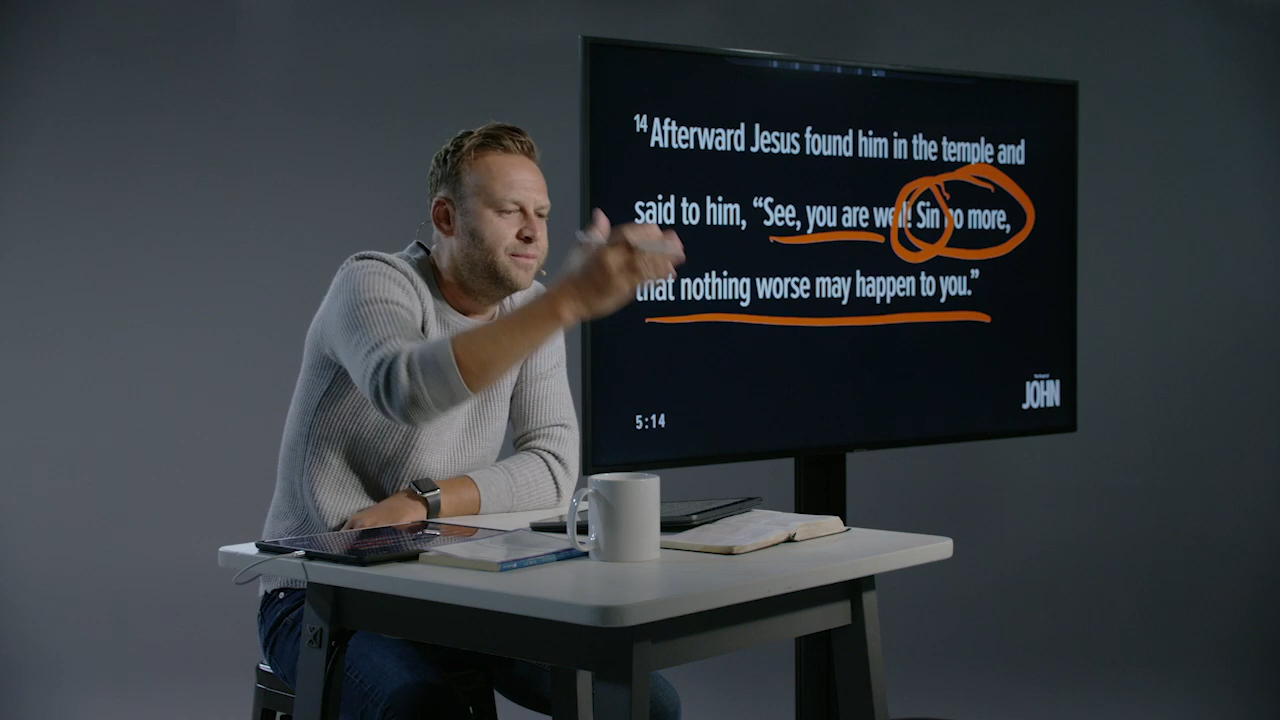 14 Afterward Jesus found him in the temple and
said to him, “See, you are well! Sin no more,
that nothing worse may happen to you.”
JOHN
5:14